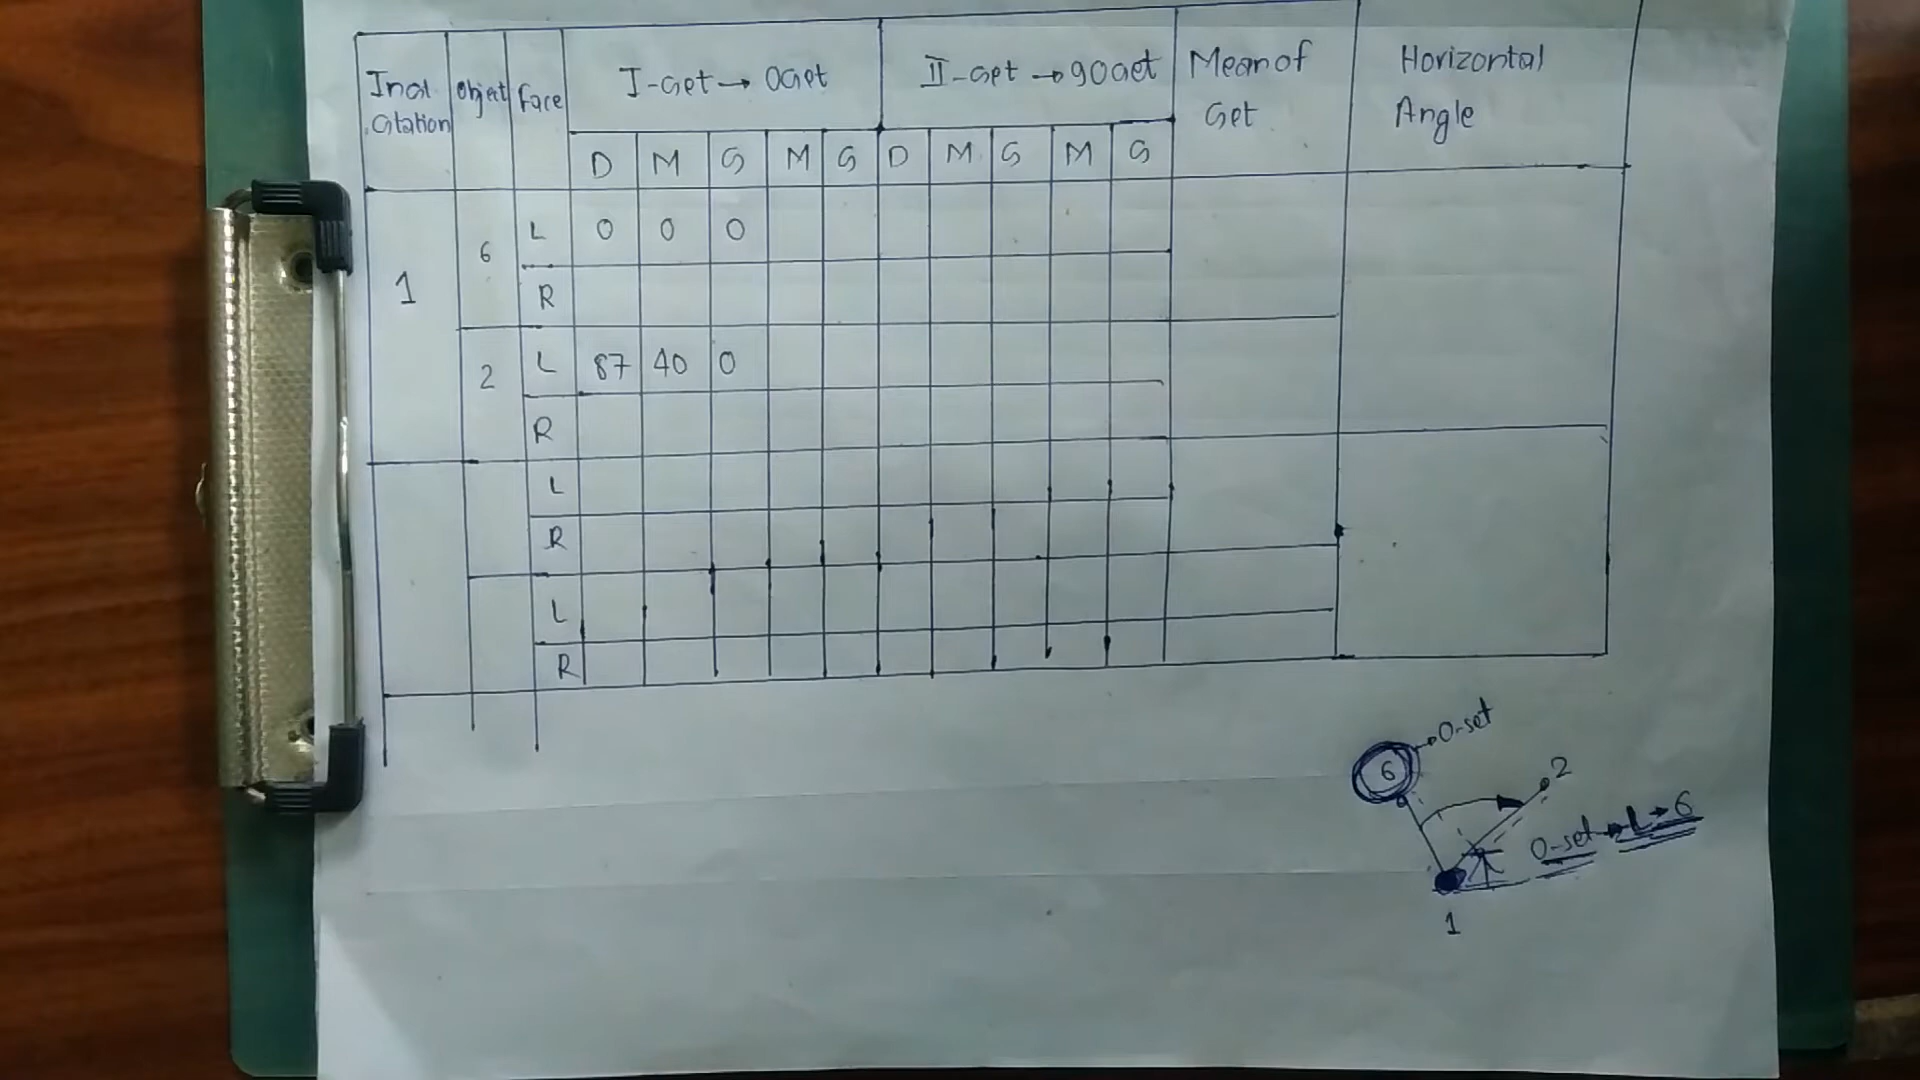 Inst. Object Face I-set → 0set II-set → 90set Mean of Horizontal
Station Set Angle
D M S M S D M S M S
6 L 0 0 0
1 R
2 L 87 40 0
R
L
R
L
R
→0-set
6 2
0-set → L → 6
1